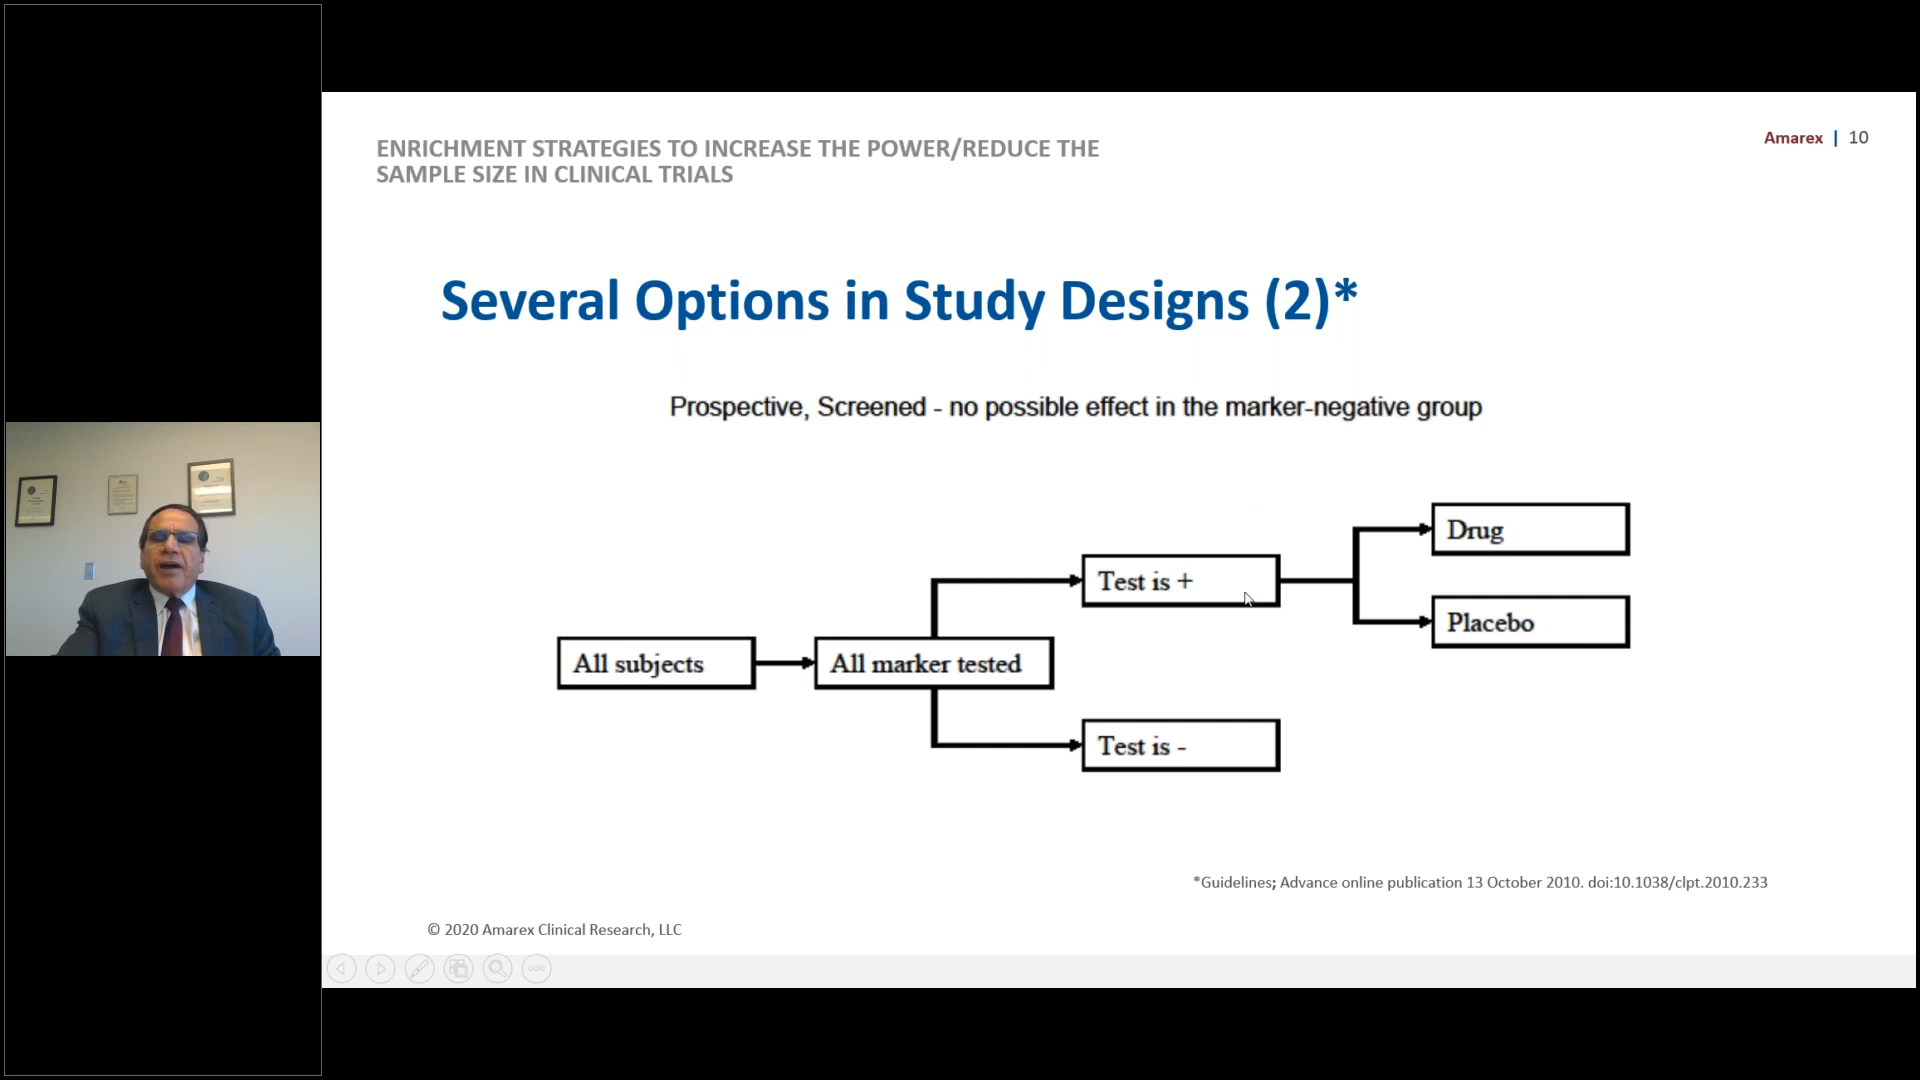 ENRICHMENT STRATEGIES TO INCREASE THE POWER/REDUCE THE
SAMPLE SIZE IN CLINICAL TRIALS
Amarex | 10
Several Options in Study Designs (2)*
Prospective, Screened - no possible effect in the marker-negative group
Drug
Test is +
Placebo
All subjects
All marker tested
Test is -
*Guidelines; Advance online publication 13 October 2010. doi:10.1038/clpt.2010.233
© 2020 Amarex Clinical Research, LLC